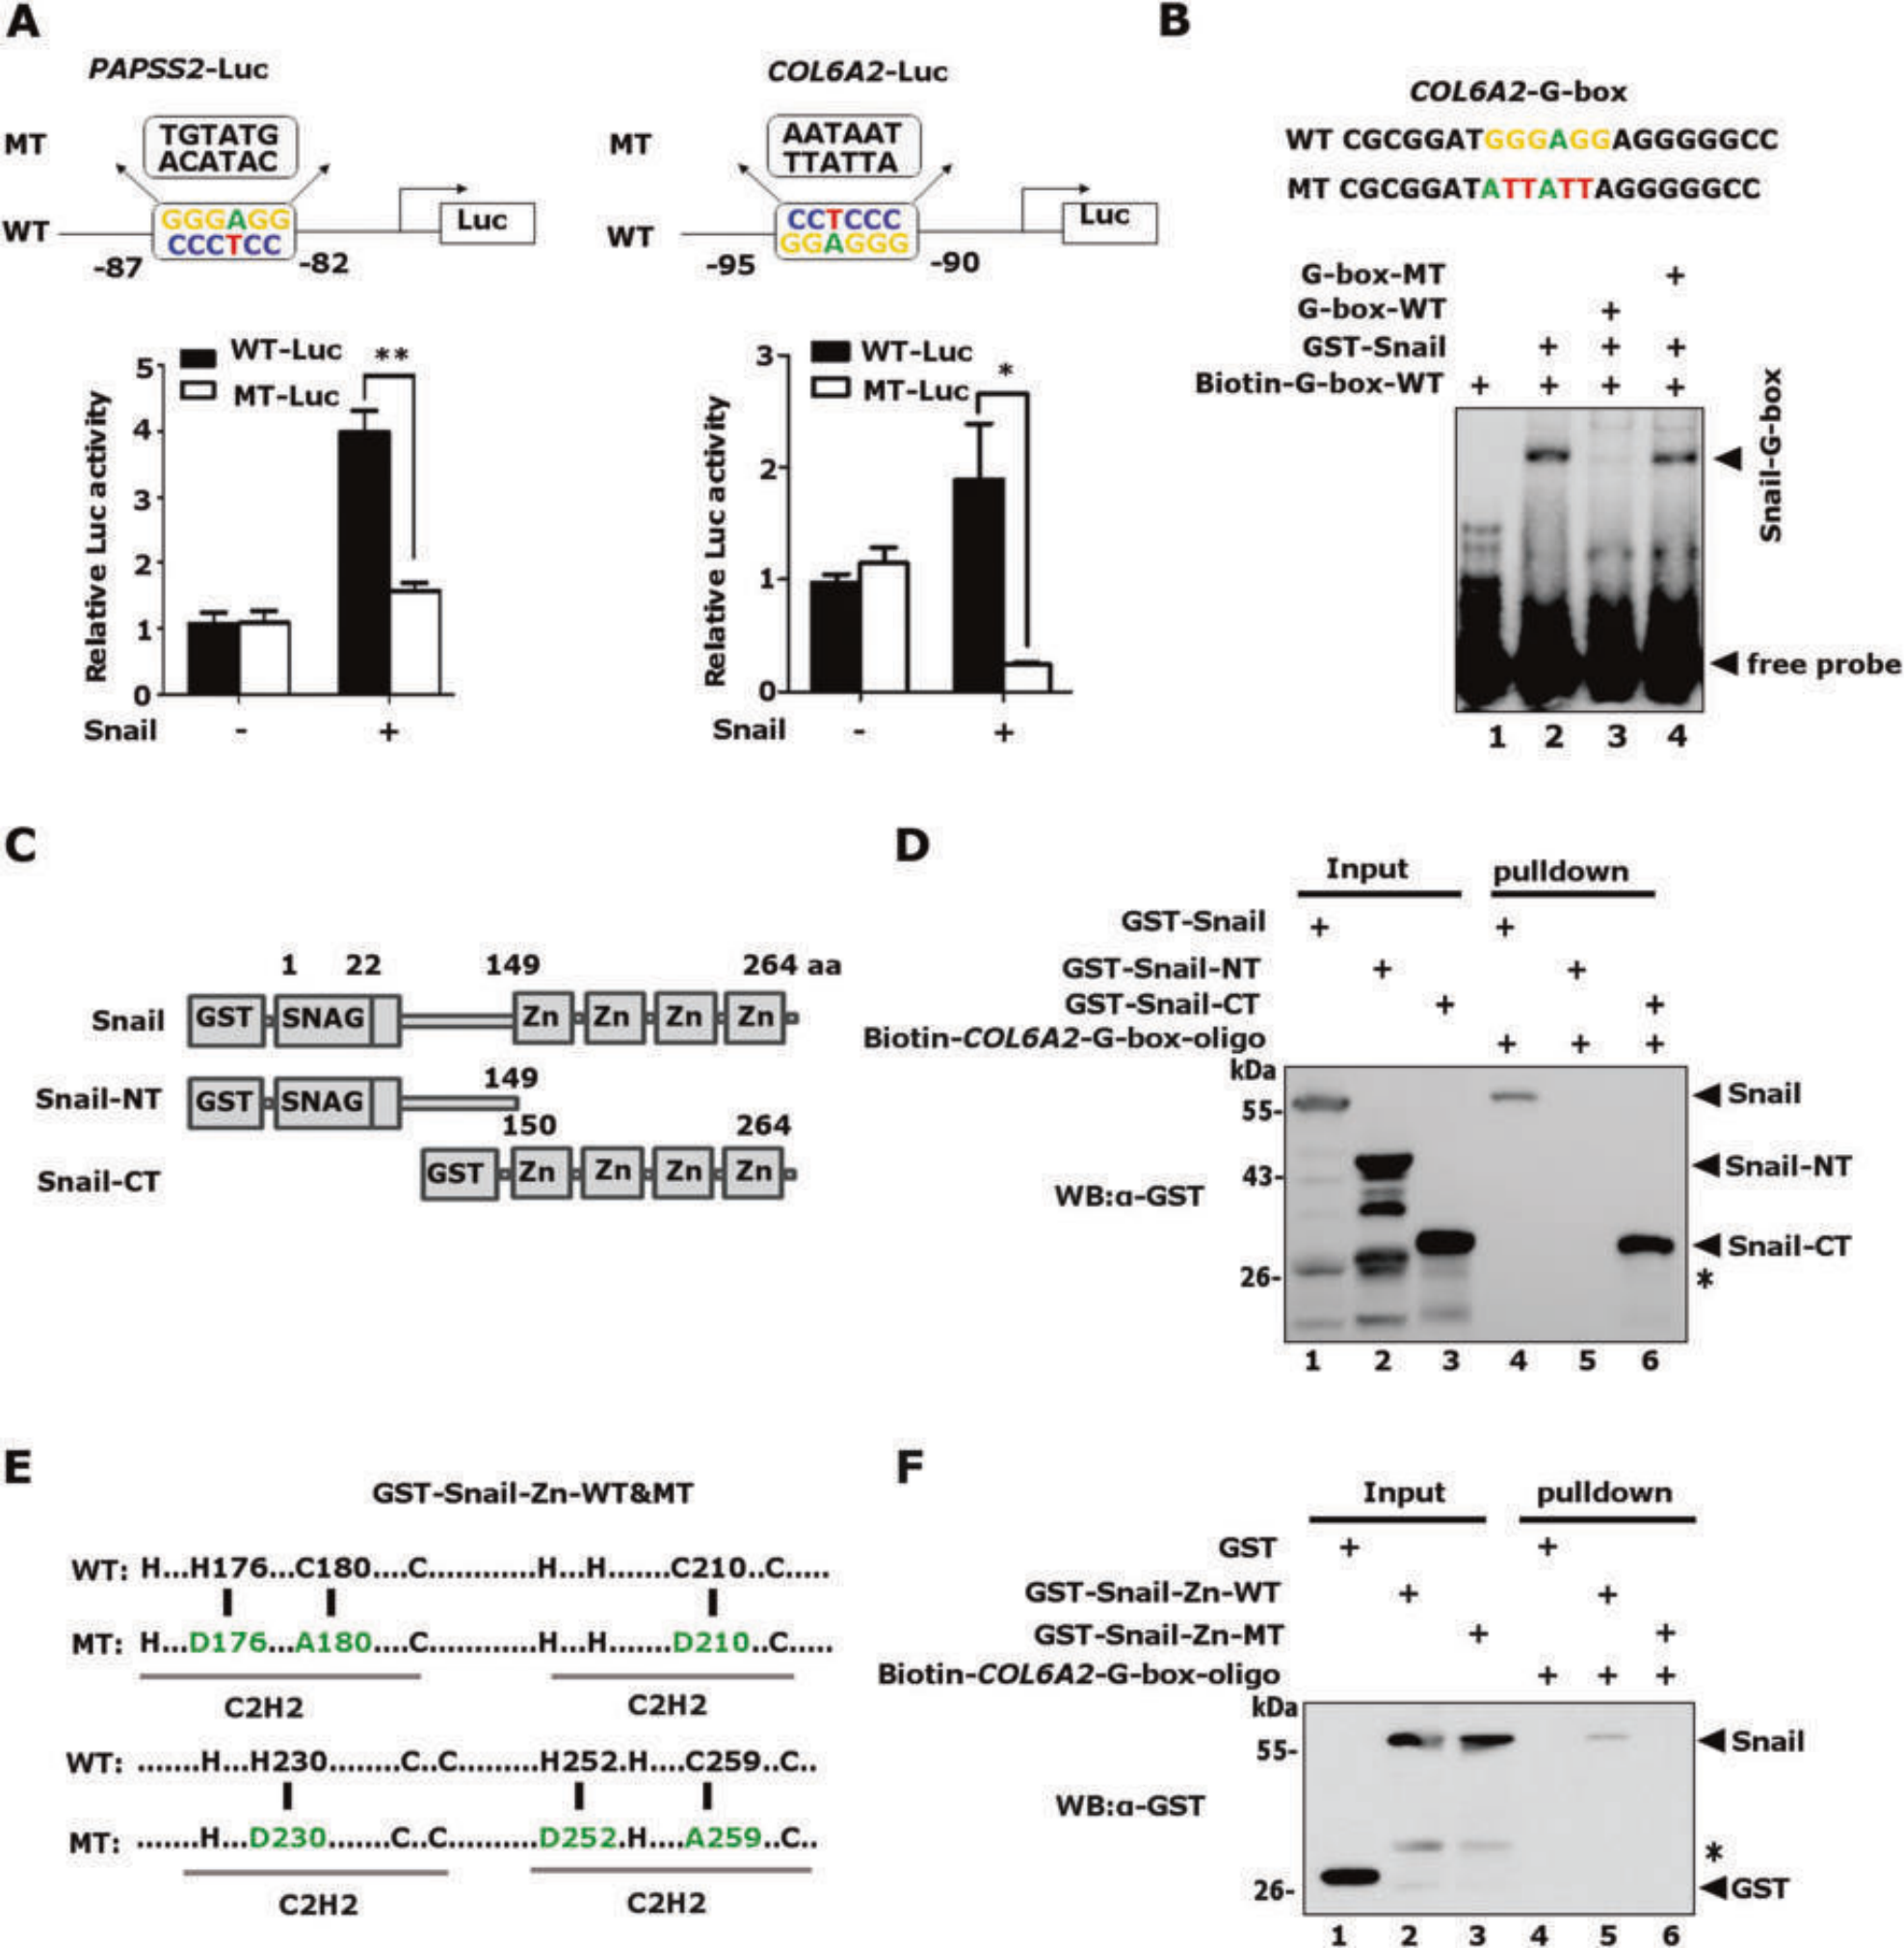 A
PAPSS2-Luc
MT
TGTATG
ACATAC
WT
GGGAGG
CCCTCC
-87
-82
Luc
COL6A2-Luc
MT
AATAAT
TTATTA
WT
CCTCCC
GGAGGG
-95
-90
Luc
Relative Luc activity
5
4
3
2
1
0
WT-Luc
MT-Luc
**
Snail - +
Relative Luc activity
3
2
1
0
WT-Luc
MT-Luc
*
Snail - +
B
COL6A2-G-box
WT CGCGGATGGGAGGAGGGGGCC
MT CGCGGATATTATTAGGGGGCC
G-box-MT +
G-box-WT +
GST-Snail + + +
Biotin-G-box-WT + + + +
Snail-G-box
free probe
1 2 3 4
C
1 22 149 264 aa
Snail GST SNAG Zn Zn Zn Zn
149
Snail-NT GST SNAG
150 264
Snail-CT GST Zn Zn Zn Zn
D
Input pulldown
GST-Snail + +
GST-Snail-NT + +
GST-Snail-CT + +
Biotin-COL6A2-G-box-oligo + + +
kDa
55-
43-
26-
WB:α-GST
Snail
Snail-NT
Snail-CT
*
1 2 3 4 5 6
E
GST-Snail-Zn-WT&MT
WT: H...H176...C180....C............H...H.......C210..C.....
MT: H...D176...A180....C............H...H.......D210..C.....
C2H2 C2H2
WT: .......H...H230........C..C..........H252.H....C259..C..
MT: .......H...D230.......C..C..........D252.H....A259..C..
C2H2 C2H2
F
Input pulldown
GST + +
GST-Snail-Zn-WT + +
GST-Snail-Zn-MT + +
Biotin-COL6A2-G-box-oligo + + +
kDa
55-
26-
WB:α-GST
Snail
*
GST
1 2 3 4 5 6